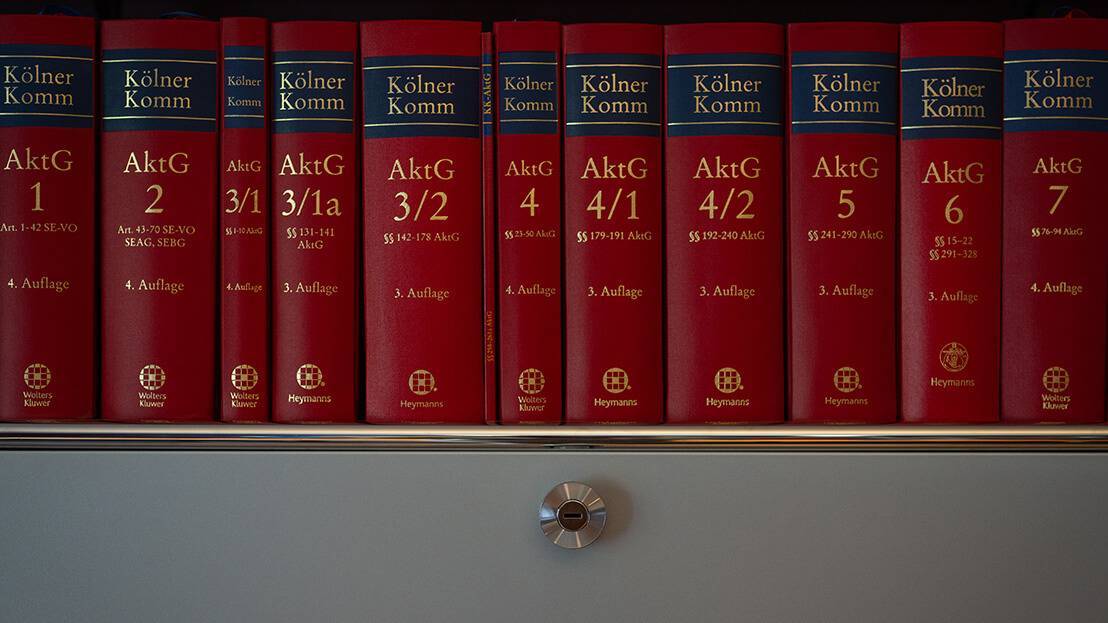 Kölner
Komm
AktG
1
Art. 1-42 SE-VO
4. Auflage
Wolters
Kluwer
Kölner
Komm
AktG
2
Art. 43-70 SE-VO
SEAG, SEBG
4. Auflage
Wolters
Kluwer
Kölner
Komm
AktG
3/1
§§ 1-10 AktG
4. Auflage
Wolters
Kluwer
Kölner
Komm
AktG
3/1a
§§ 131-141
AktG
3. Auflage
Heymanns
Kölner
Komm
AktG
3/2
§§ 142-178 AktG
3. Auflage
Heymanns
KK-AktG
Kölner
Komm
AktG
4
§§ 23-50 AktG
4. Auflage
Wolters
Kluwer
Kölner
Komm
AktG
4/1
§§ 179-191 AktG
3. Auflage
Heymanns
Kölner
Komm
AktG
4/2
§§ 192-240 AktG
3. Auflage
Heymanns
Kölner
Komm
AktG
5
§§ 241-290 AktG
3. Auflage
Heymanns
Kölner
Komm
AktG
6
§§ 15–22
§§ 291–328
3. Auflage
Heymanns
Kölner
Komm
AktG
7
§§ 76-94 AktG
4. Auflage
Wolters
Kluwer